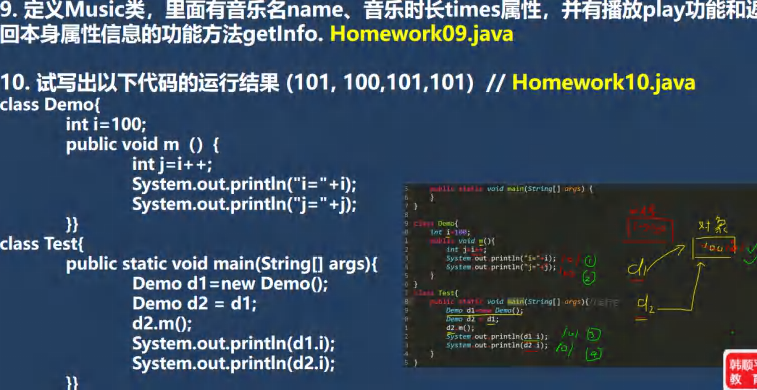 9. 定义Music类，里面有音乐名name、音乐时长times属性，并有播放play功能和返
回本身属性信息的功能方法getInfo. Homework09.java
10. 试写出以下代码的运行结果 (101, 100,101,101)  // Homework10.java
class Demo{
int i=100;
public void m （）{
int j=i++;
System.out.println("i="+i);
System.out.println("j="+j);
}}
class Test{
public static void main(String[] args){
Demo d1=new Demo();
Demo d2 = d1;
d2.m();
System.out.println(d1.i);
System.out.println(d2.i);
}}
public static void main(String[] args) {
}
}
class Demo{
int i=100;
public void m(){
int j=i++;
System.out.println("i="+i);
①
System.out.println("j="+j);
②
}
}
class Test{
public static void main(String[] args){
Demo d1=new Demo();
Demo d2 = d1;
d2.m();
System.out.println(d1.i);
101 ③
System.out.println(d2.i);
101 ④
}
}
对象
d1
d2
韩顺平
教 育